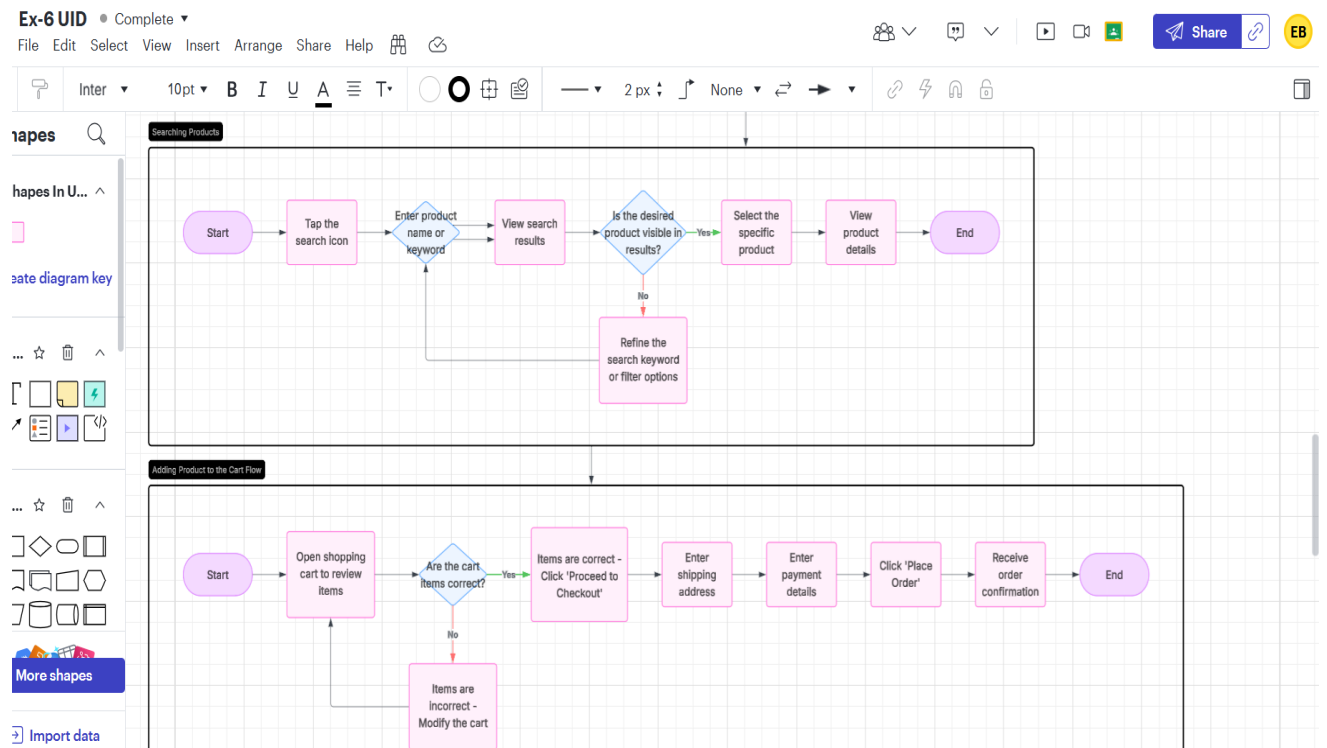 Ex-6 UID Complete
File Edit Select View Insert Arrange Share Help
Share
EB
Inter
10pt
B I U A T
2 px
None
hapes
hapes In U...
eate diagram key
...
...
More shapes
Import data
Searching Products
Start
Tap the
search icon
Enter product
name or
keyword
View search
results
Is the desired
product visible in
results?
Yes
Select the
specific
product
View
product
details
End
No
Refine the
search keyword
or filter options
Adding Product to the Cart Flow
Start
Open shopping
cart to review
items
Are the cart
items correct?
Yes
Items are correct -
Click 'Proceed to
Checkout'
Enter
shipping
address
Enter
payment
details
Click 'Place
Order'
Receive
order
confirmation
End
No
Items are
incorrect -
Modify the cart